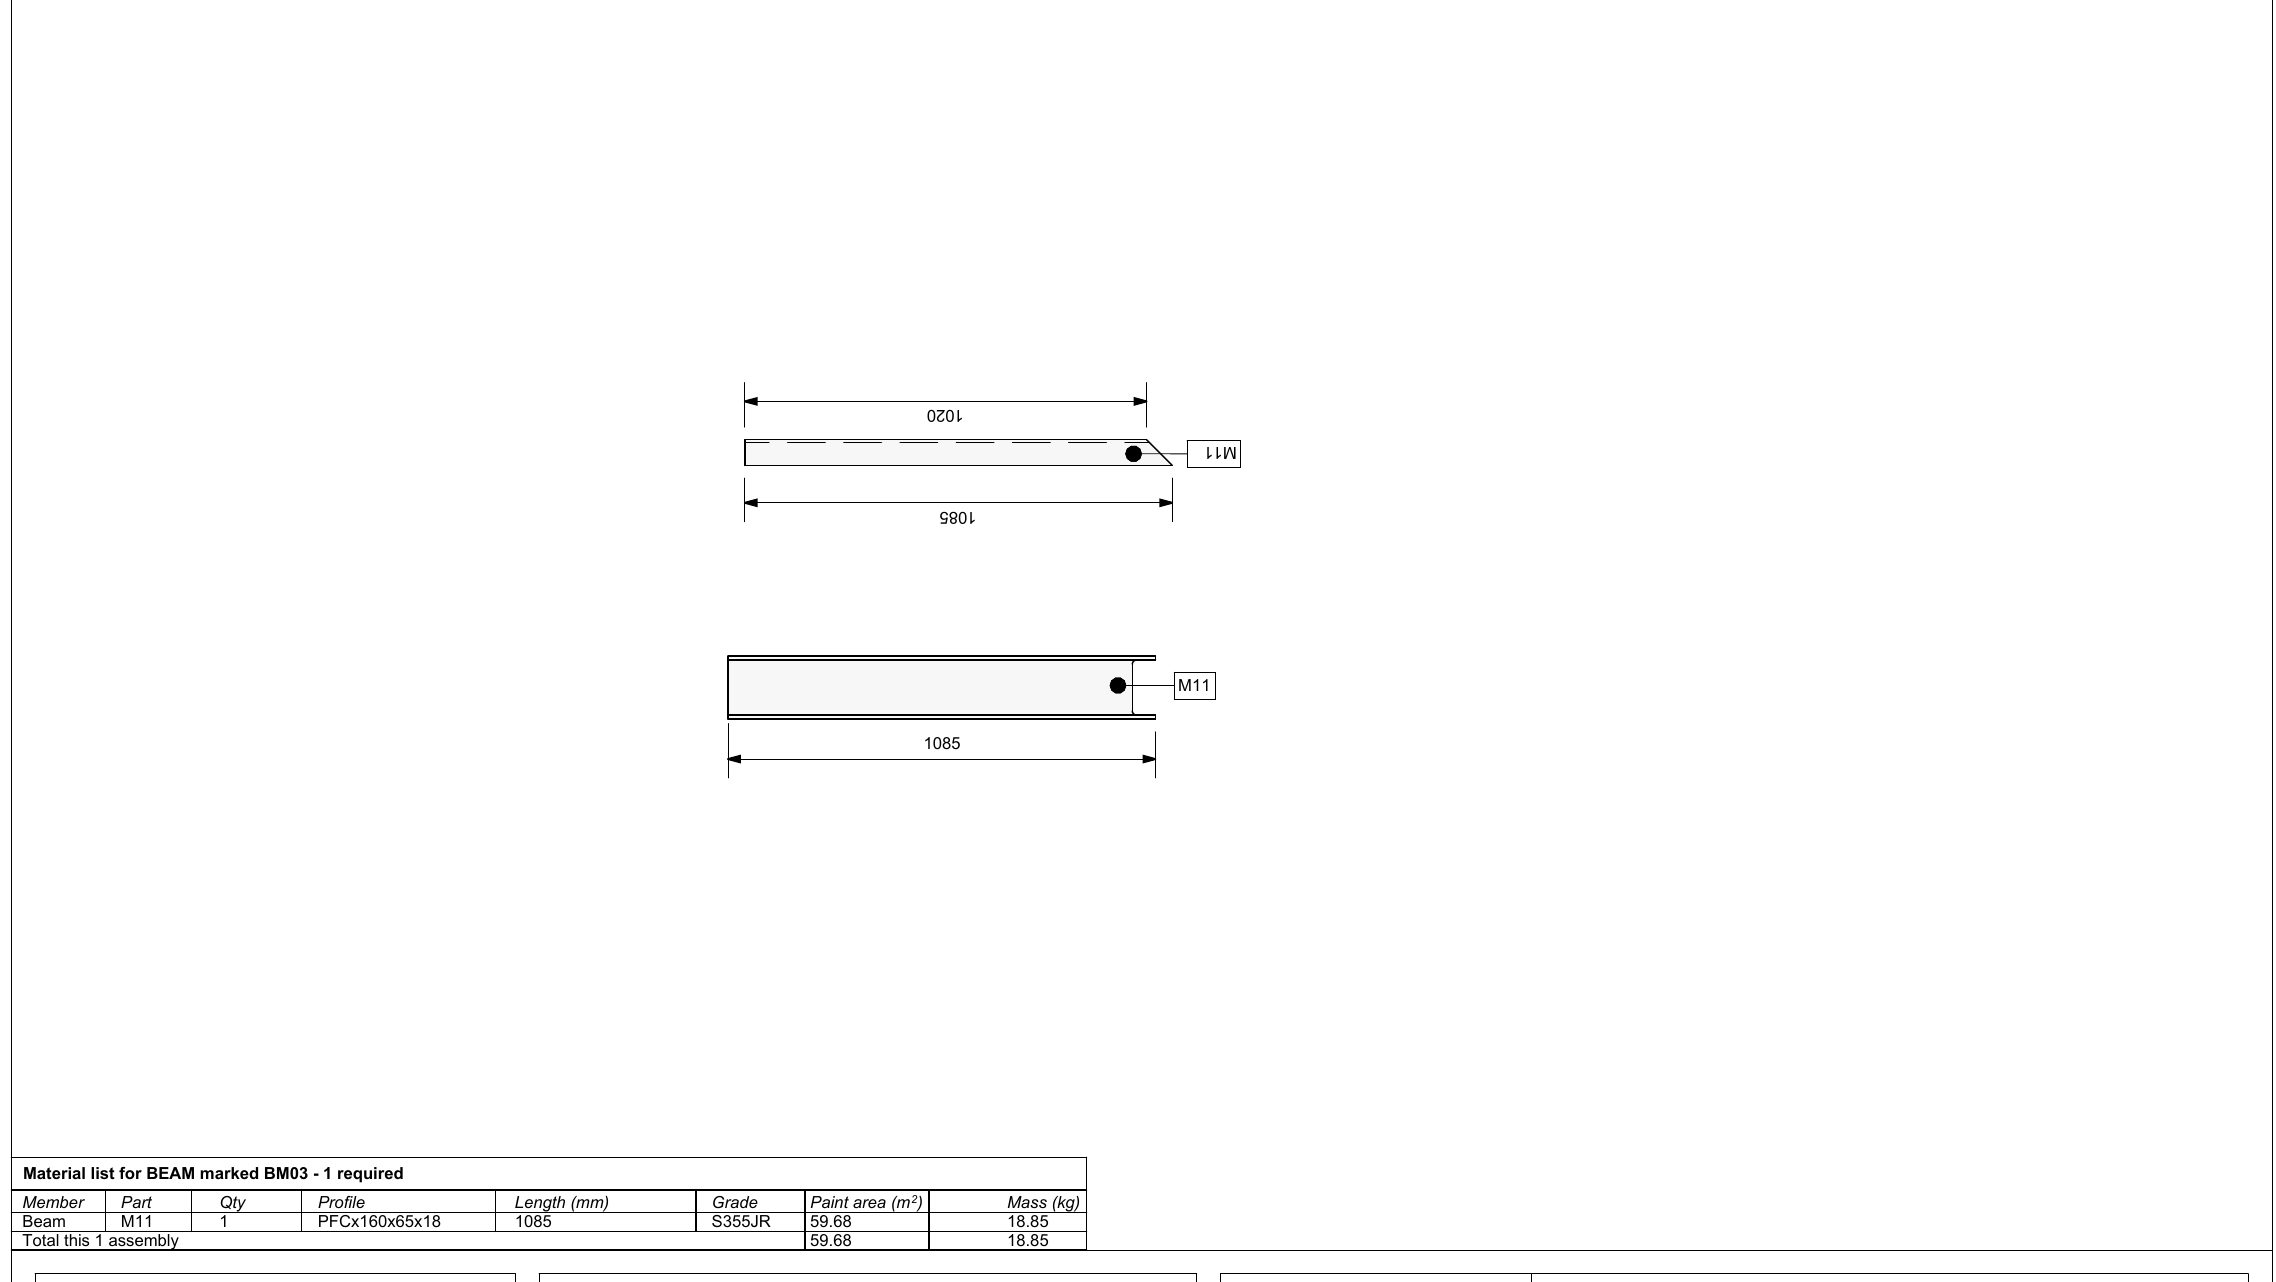 1020
M11
1085
M11
1085
Material list for BEAM marked BM03 - 1 required
Member Part Qty Profile Length (mm) Grade Paint area (m²) Mass (kg)
Beam M11 1 PFCx160x65x18 1085 S355JR 59.68 18.85
Total this 1 assembly 59.68 18.85